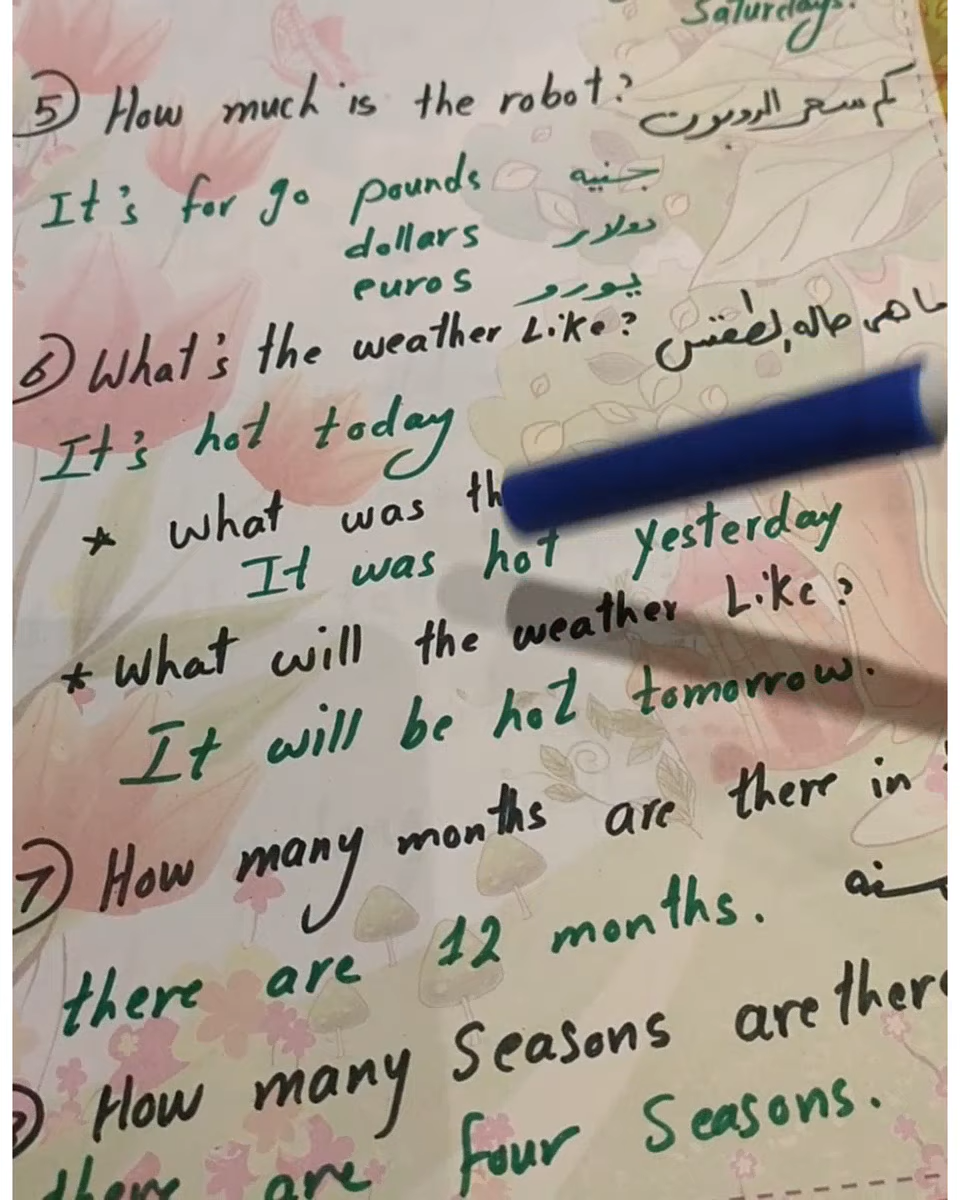 Saturdays.
5 How much is the robot? كم سعر الروبوت
It's for 90 pounds جنيه
dollars دولار
euros يورو
6 What's the weather Like? ما هى حاله الطقس
It's hot today
* what was th
It was hot yesterday
* What will the weather Like?
It will be hot tomorrow.
7 How many months are there in
سنه
there are 12 months.
How many Seasons are there
there are four Seasons.